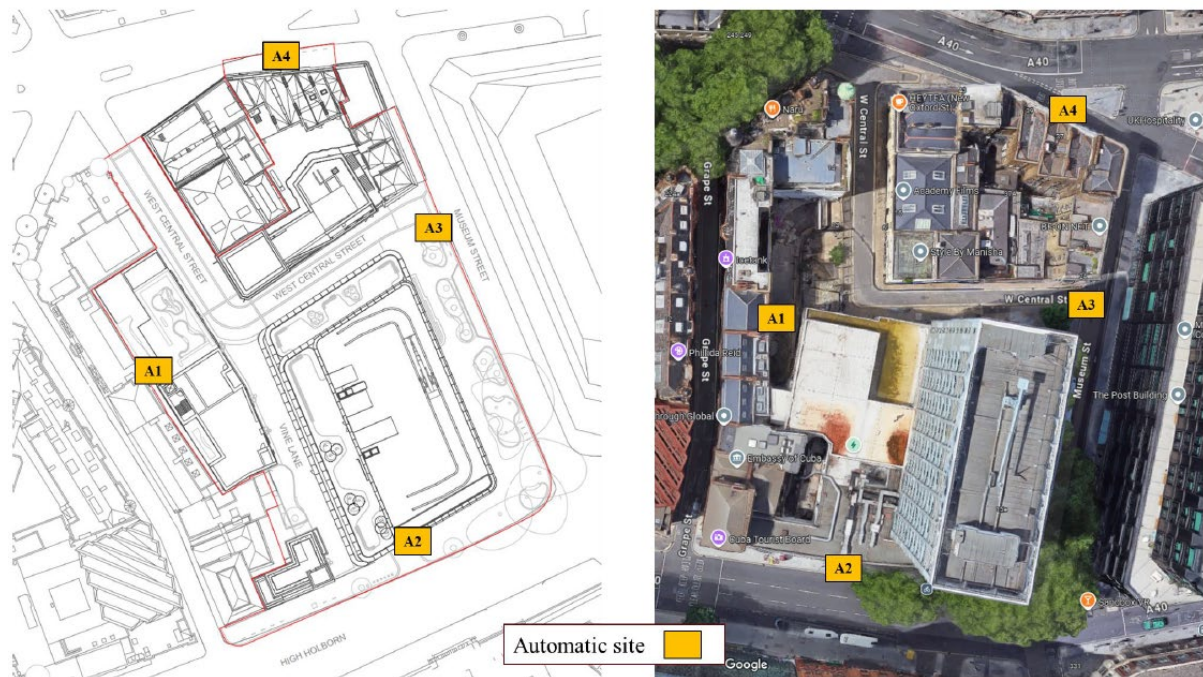 A4
WEST CENTRAL STREET
A3
MUSEUM STREET
WEST CENTRAL STREET
A1
VINE LANE
A2
HIGH HOLBORN
Automatic site
A40
A40
A4
Nara
HEYTEA (New
Oxford St)
UKHospitality
W Central St
Grape St
Academy Films
Style By Manisha
W Central St
A3
A1
Grape St
Museum St
The Post Building
Embassy of Cuba
Cuba Tourist Board
Grape St
A2
A40
Google